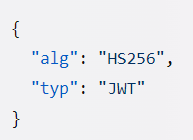 {
"alg": "HS256",
"typ": "JWT"
}